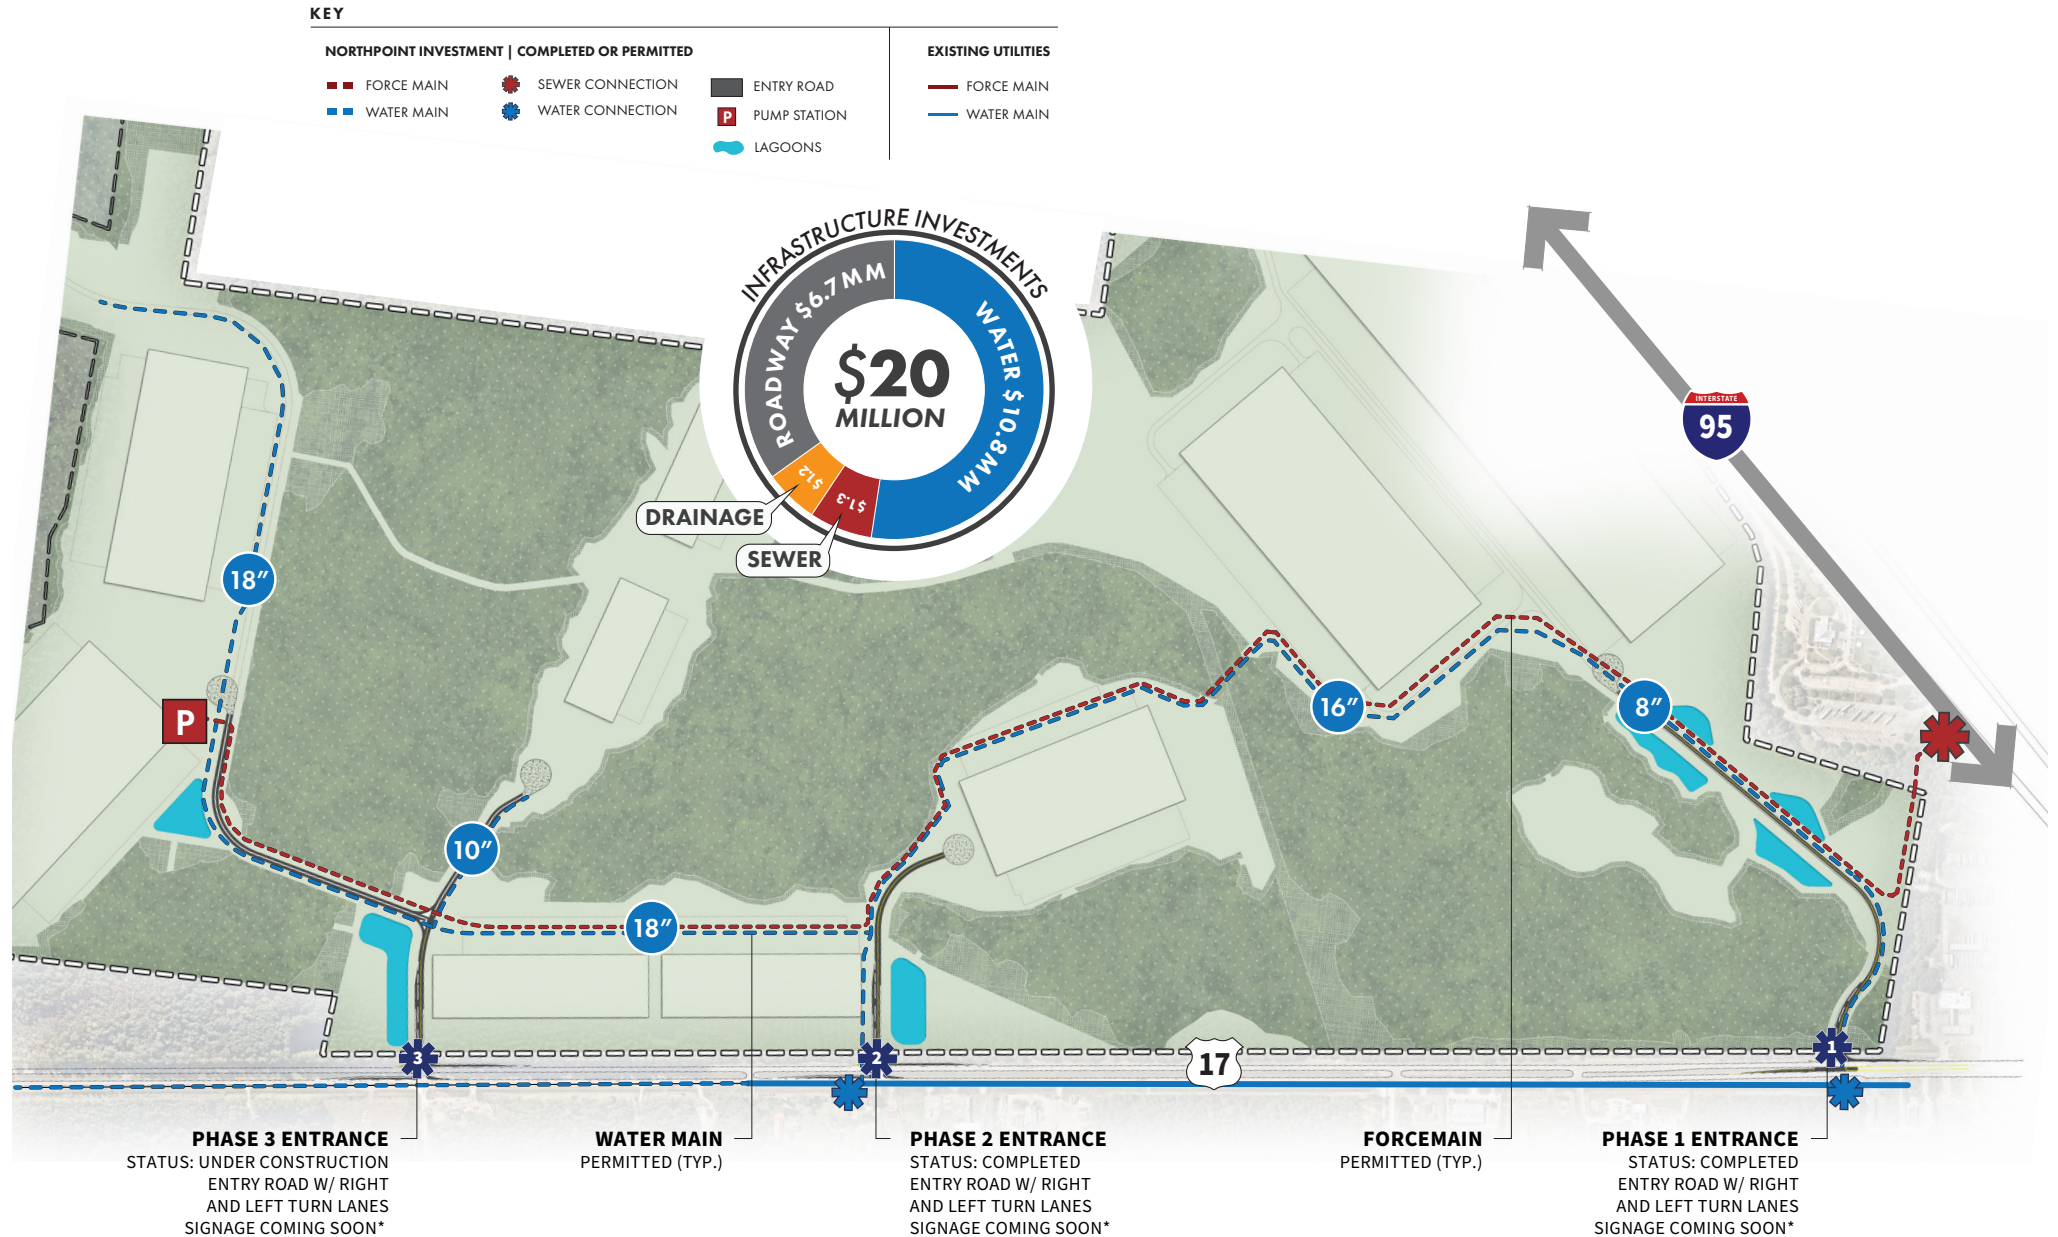 KEY
NORTHPOINT INVESTMENT | COMPLETED OR PERMITTED
FORCE MAIN
WATER MAIN
SEWER CONNECTION
WATER CONNECTION
ENTRY ROAD
P PUMP STATION
LAGOONS
EXISTING UTILITIES
FORCE MAIN
WATER MAIN
INFRASTRUCTURE INVESTMENTS
ROADWAY $6.7 MM
WATER $10.8MM
$20
MILLION
$1.2
$1.3
DRAINAGE
SEWER
INTERSTATE
95
18”
P
10”
18”
16”
8”
3
2
17
1
PHASE 3 ENTRANCE
STATUS: UNDER CONSTRUCTION
ENTRY ROAD W/ RIGHT
AND LEFT TURN LANES
SIGNAGE COMING SOON*
WATER MAIN
PERMITTED (TYP.)
PHASE 2 ENTRANCE
STATUS: COMPLETED
ENTRY ROAD W/ RIGHT
AND LEFT TURN LANES
SIGNAGE COMING SOON*
FORCEMAIN
PERMITTED (TYP.)
PHASE 1 ENTRANCE
STATUS: COMPLETED
ENTRY ROAD W/ RIGHT
AND LEFT TURN LANES
SIGNAGE COMING SOON*